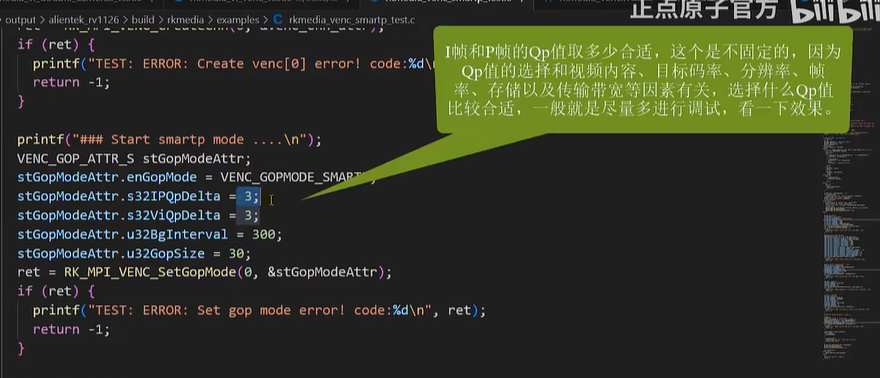 正点原子官方 bilibili
output > alientek_rv1126 > build > rkmedia > examples > rkmedia_venc_smartp_test.c
if (ret) {
printf("TEST: ERROR: Create venc[0] error! code:%d\n
return -1;
}
printf("### Start smartp mode ....\n");
VENC_GOP_ATTR_S stGopModeAttr;
stGopModeAttr.enGopMode = VENC_GOPMODE_SMART
stGopModeAttr.s32IPQpDelta = 3;
stGopModeAttr.s32ViQpDelta = 3;
stGopModeAttr.u32BgInterval = 300;
stGopModeAttr.u32GopSize = 30;
ret = RK_MPI_VENC_SetGopMode(0, &stGopModeAttr);
if (ret) {
printf("TEST: ERROR: Set gop mode error! code:%d\n", ret);
return -1;
}
I帧和P帧的Qp值取多少合适，这个是不固定的，因为
Qp值的选择和视频内容、目标码率、分辨率、帧
率、存储以及传输带宽等因素有关，选择什么Qp值
比较合适，一般就是尽量多进行调试，看一下效果。